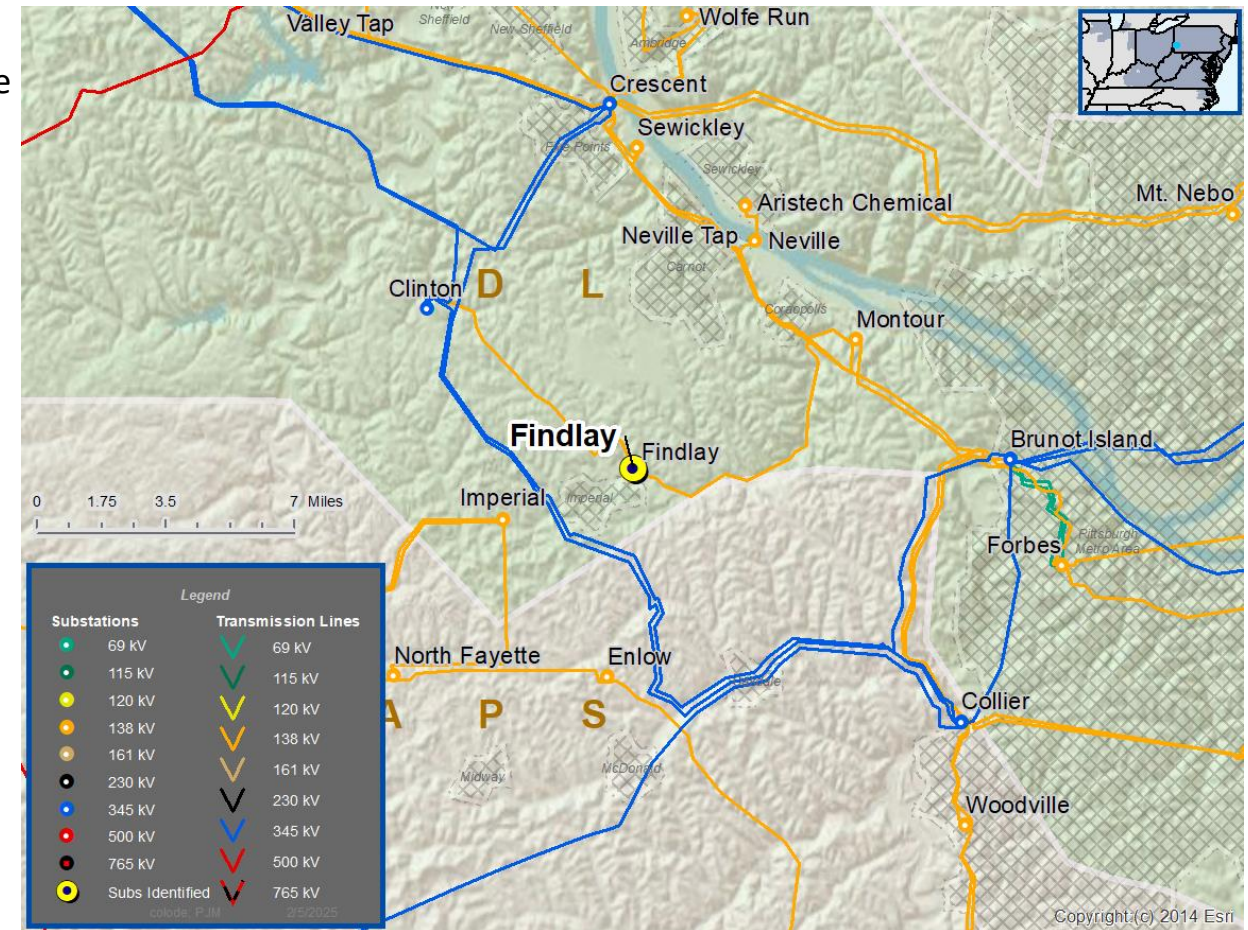 e
New Sheffield
New Sheffield
Wolfe Run
Valley Tap
Ambridge
Crescent
Sewickley
Sewickley
Mt. Nebo
Aristech Chemical
Neville Tap
Neville
Carnot
Clinton
D L
Coraopolis
Montour
Findlay
Findlay
Brunot Island
Imperial
Imperial
0 1.75 3.5 7 Miles
Forbes
Pittsburgh
Metro Area
Legend
Substations Transmission Lines
69 kV 69 kV
115 kV 115 kV
120 kV 120 kV
138 kV 138 kV
161 kV 161 kV
230 kV 230 kV
345 kV 345 kV
500 kV 500 kV
765 kV 765 kV
Subs Identified
PJM 2/5/2025
North Fayette
Enlow
A P S
Collier
Midway
McDonald
Woodville
Copyright:(c) 2014 Esri